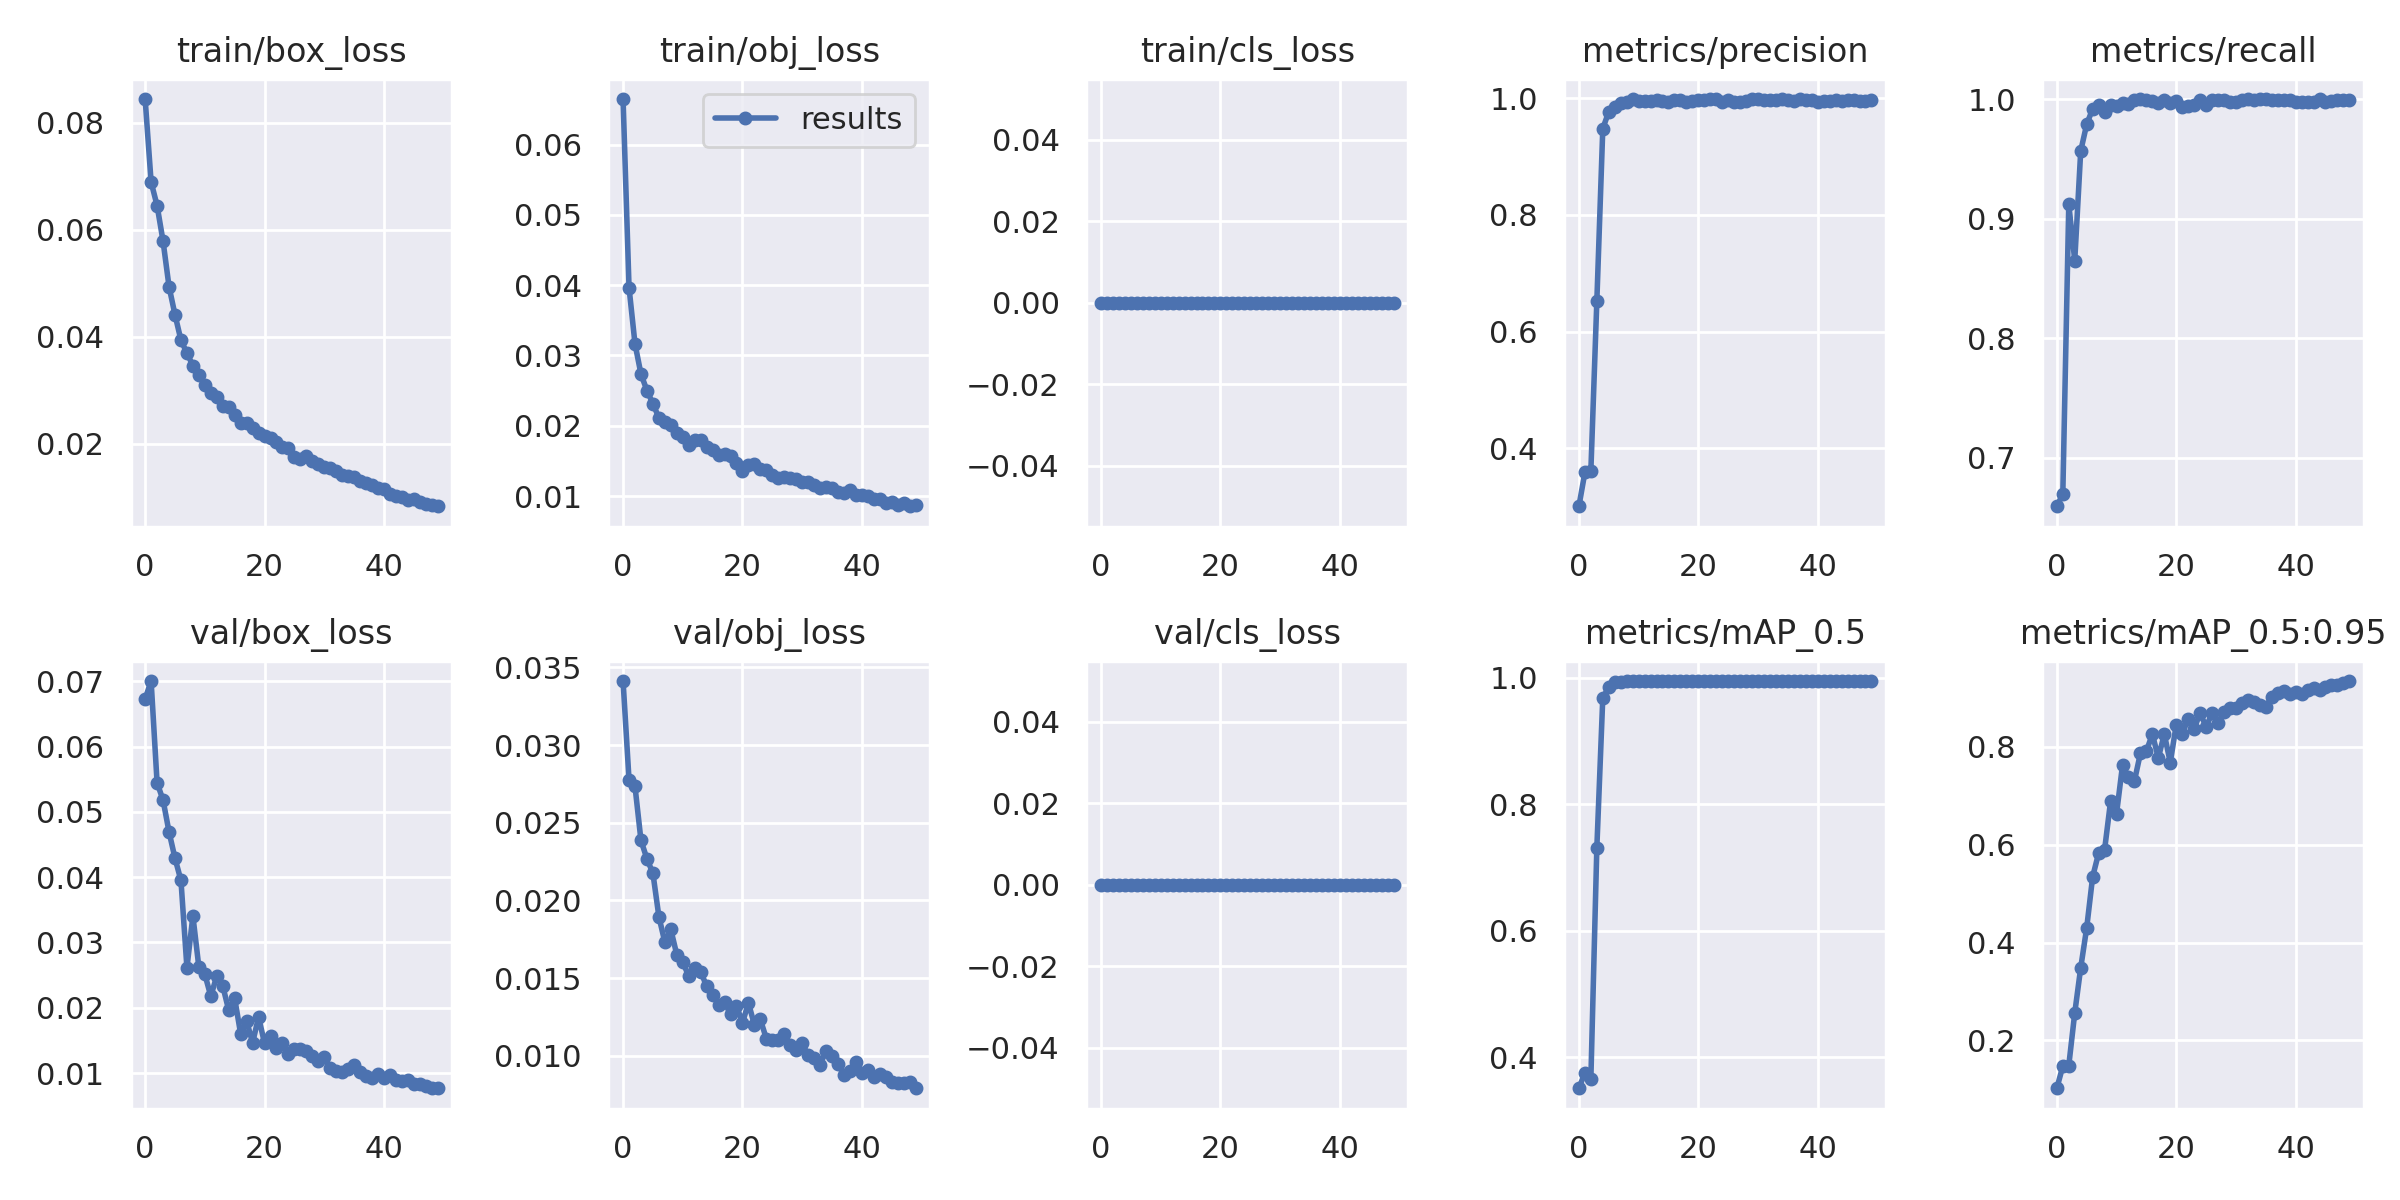 train/box_loss
0.08
0.06
0.04
0.02
0 20 40
train/obj_loss
results
0.06
0.05
0.04
0.03
0.02
0.01
0 20 40
train/cls_loss
0.04
0.02
0.00
−0.02
−0.04
0 20 40
metrics/precision
1.0
0.8
0.6
0.4
0 20 40
metrics/recall
1.0
0.9
0.8
0.7
0 20 40
val/box_loss
0.07
0.06
0.05
0.04
0.03
0.02
0.01
0 20 40
val/obj_loss
0.035
0.030
0.025
0.020
0.015
0.010
0 20 40
val/cls_loss
0.04
0.02
0.00
−0.02
−0.04
0 20 40
metrics/mAP_0.5
1.0
0.8
0.6
0.4
0 20 40
metrics/mAP_0.5:0.95
0.8
0.6
0.4
0.2
0 20 40